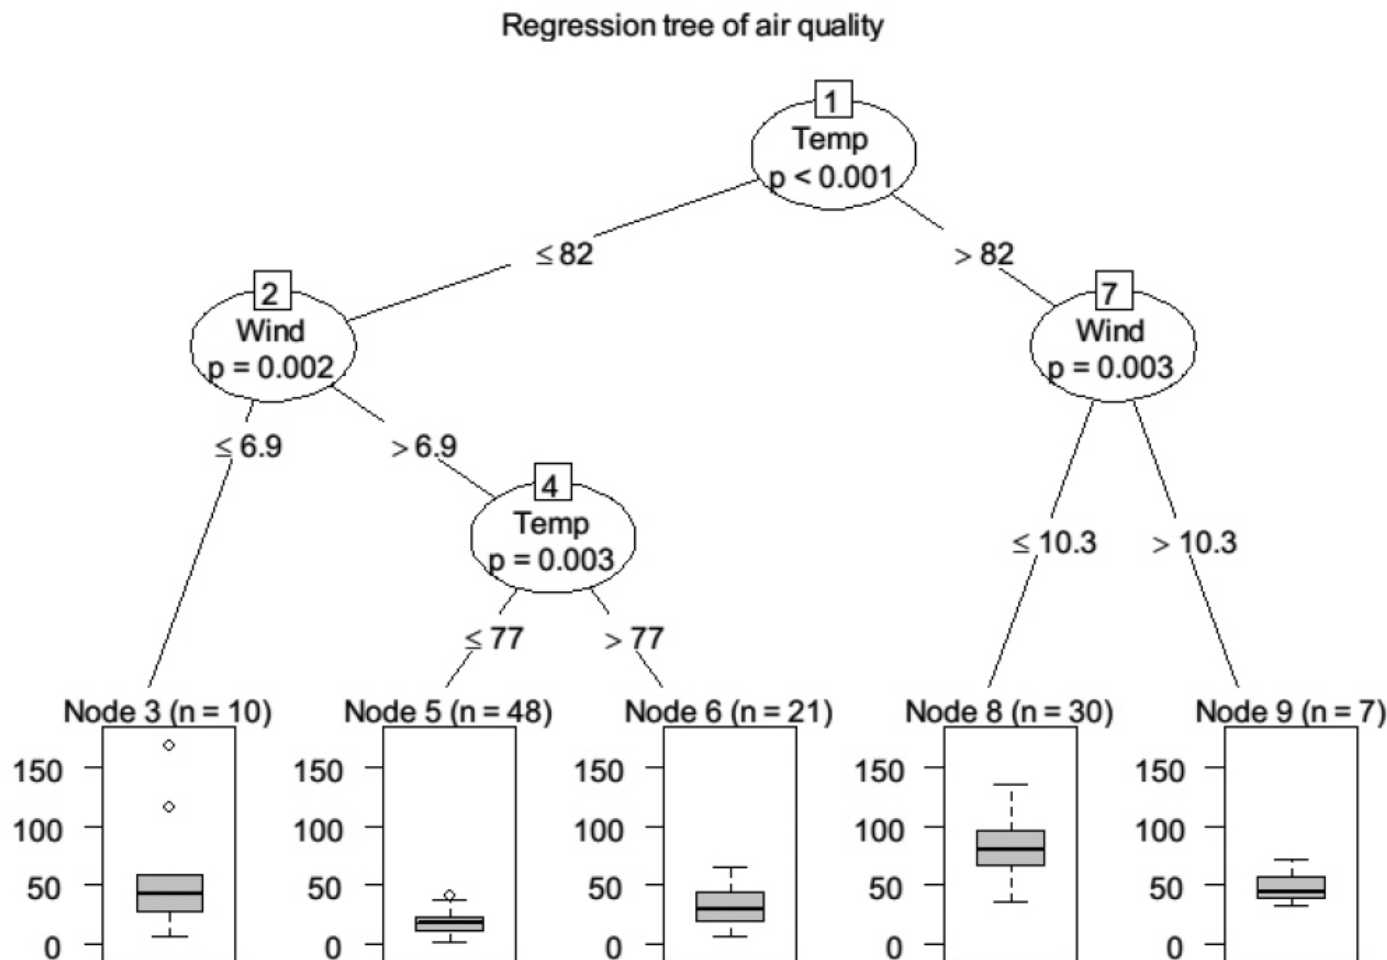 Regression tree of air quality
1
Temp
p < 0.001
≤ 82
> 82
2
Wind
p = 0.002
7
Wind
p = 0.003
≤ 6.9
> 6.9
4
Temp
p = 0.003
≤ 10.3
> 10.3
≤ 77
> 77
Node 3 (n = 10)
150
100
50
0
Node 5 (n = 48)
150
100
50
0
Node 6 (n = 21)
150
100
50
0
Node 8 (n = 30)
150
100
50
0
Node 9 (n = 7)
150
100
50
0